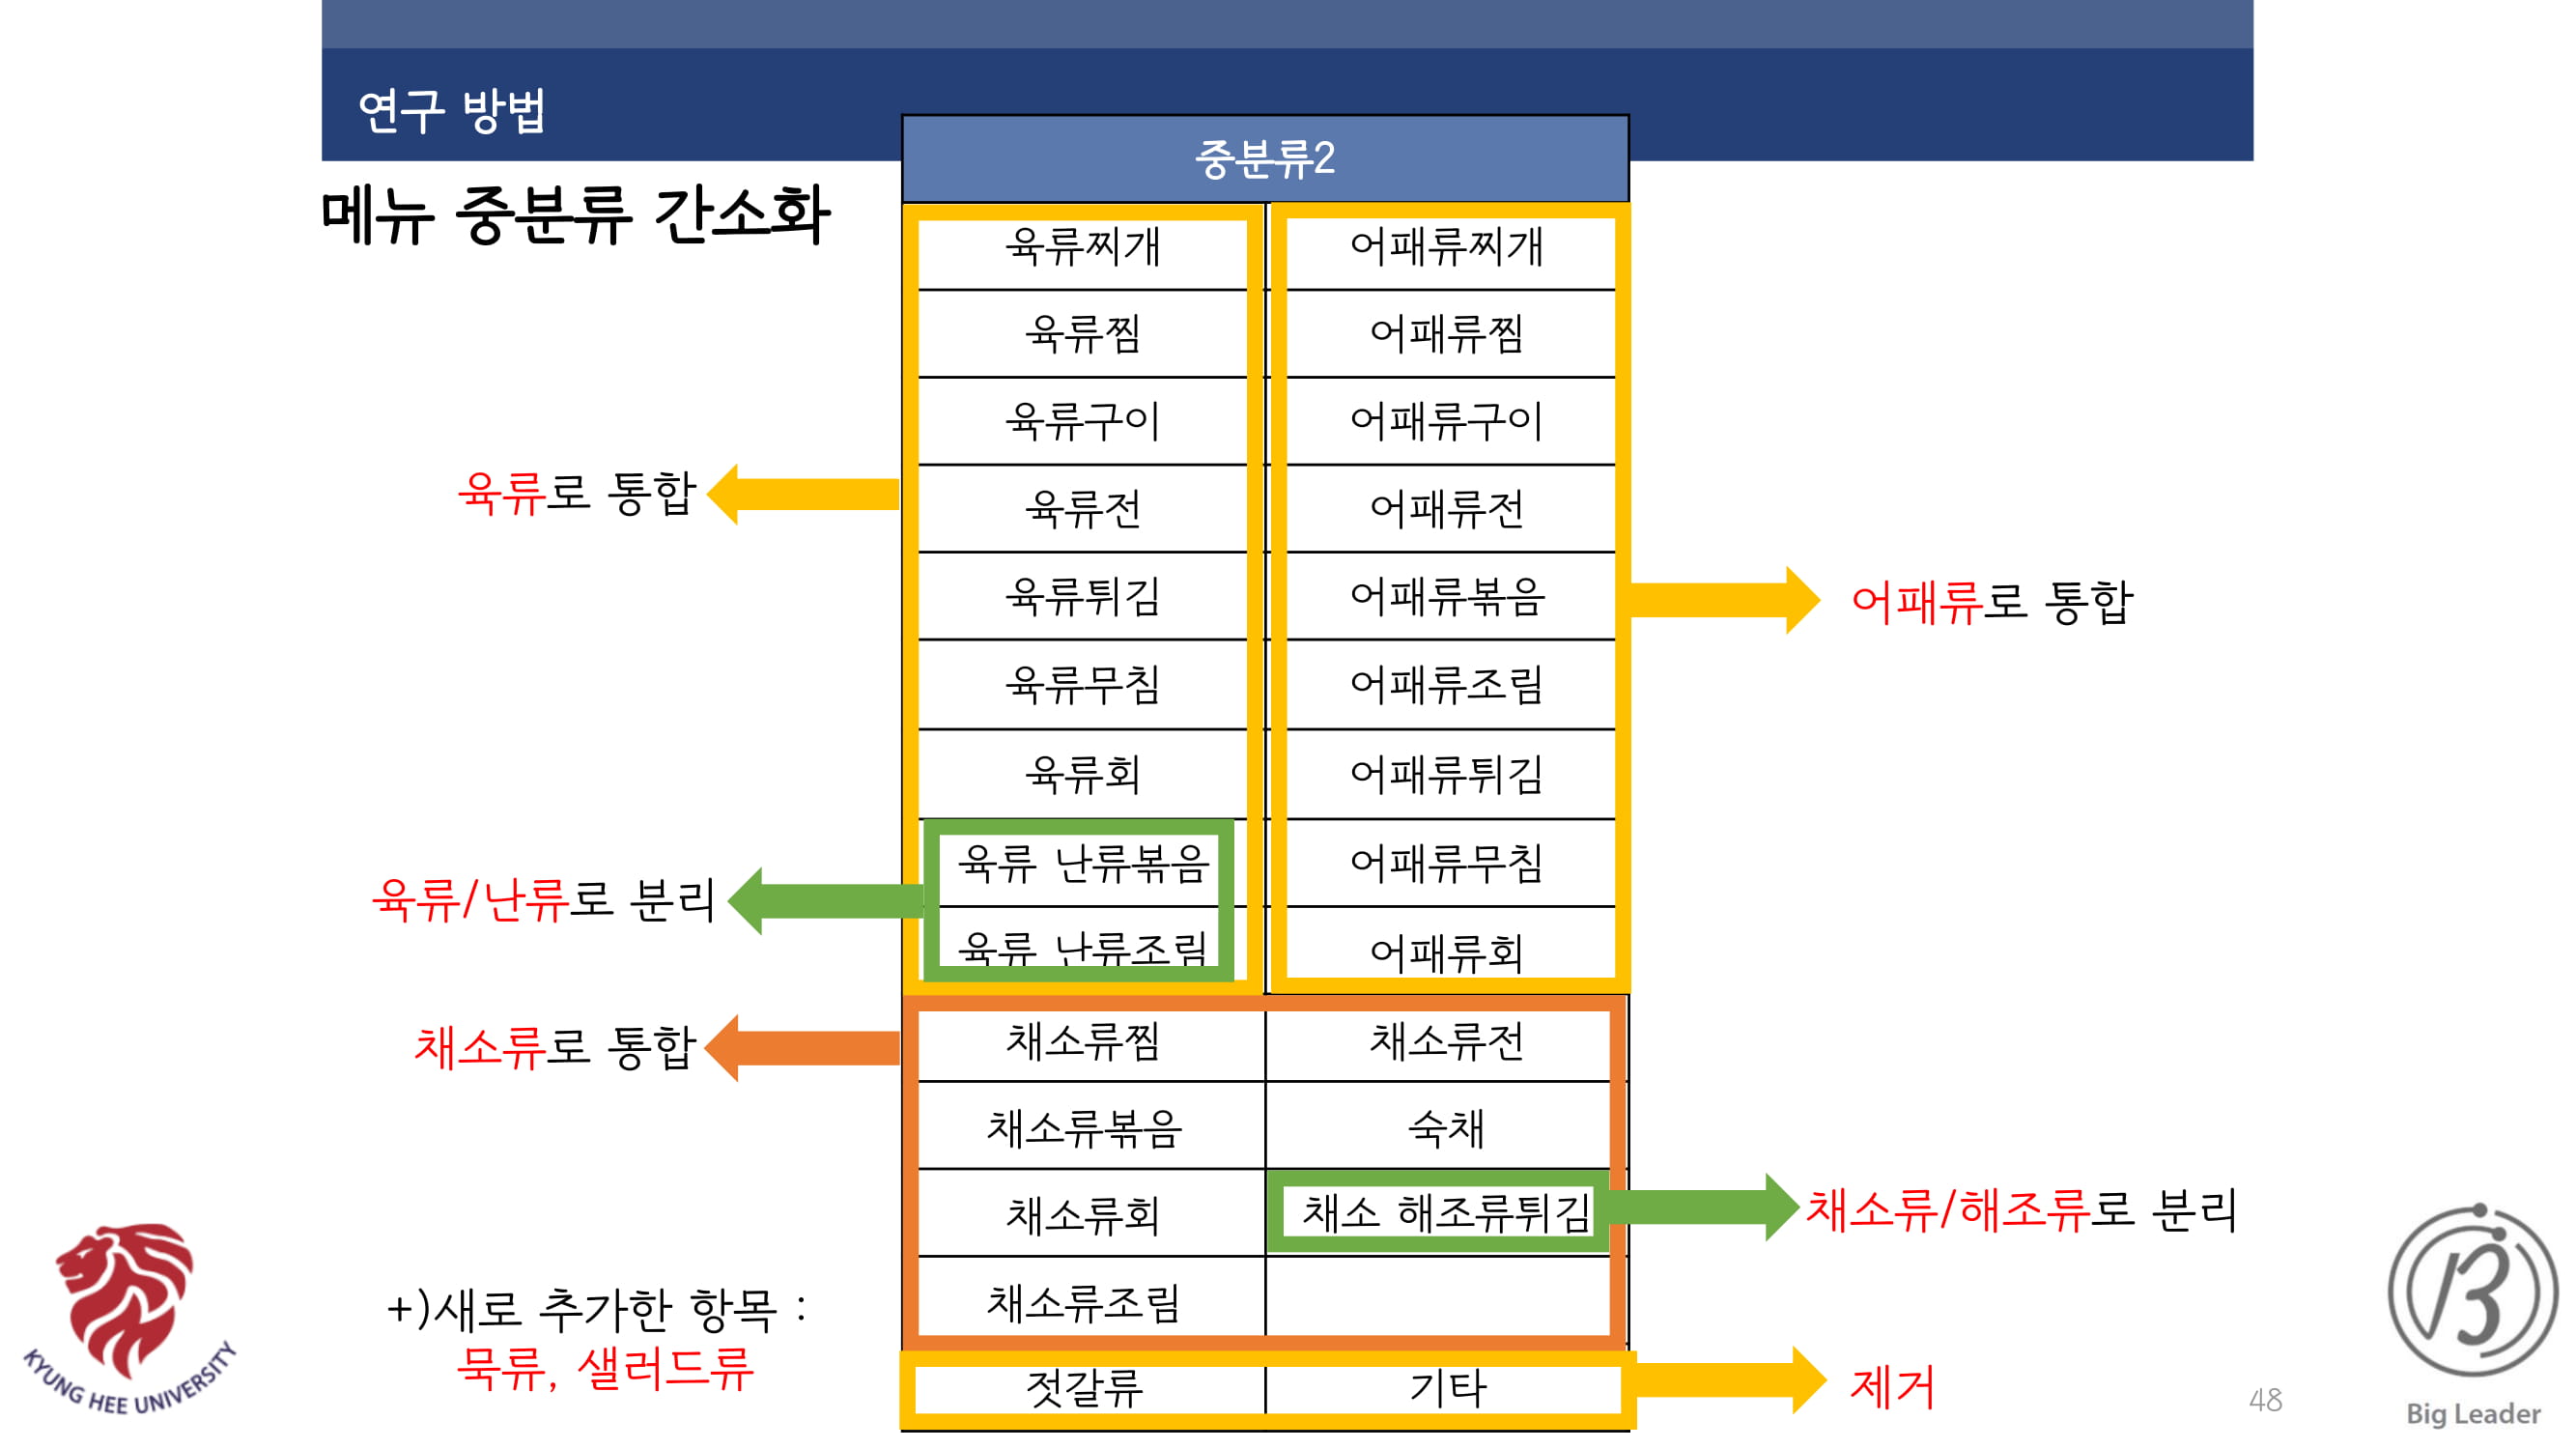 연구 방법
메뉴 중분류 간소화
중분류2
육류찌개 어패류찌개
육류찜 어패류찜
육류구이 어패류구이
육류로 통합
육류전 어패류전
육류튀김 어패류볶음
어패류로 통합
육류무침 어패류조림
육류회 어패류튀김
육류 난류볶음 어패류무침
육류/난류로 분리
육류 난류조림 어패류회
채소류찜 채소류전
채소류로 통합
채소류볶음 숙채
채소류회 채소 해조류튀김
채소류/해조류로 분리
채소류조림
+)새로 추가한 항목 :
묵류, 샐러드류
젓갈류 기타
제거
KYUNG HEE UNIVERSITY
48
Big Leader